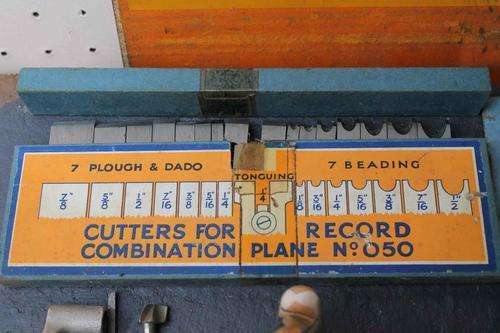 7 PLOUGH & DADO
7 BEADING
TONGUING
7/8" 5/8" 1/2" 7/16" 3/8" 5/16" 1/4" 1/4" 1/8" 3/16" 1/4" 5/16" 3/8" 7/16" 1/2"
CUTTERS FOR RECORD
COMBINATION PLANE Nº 050